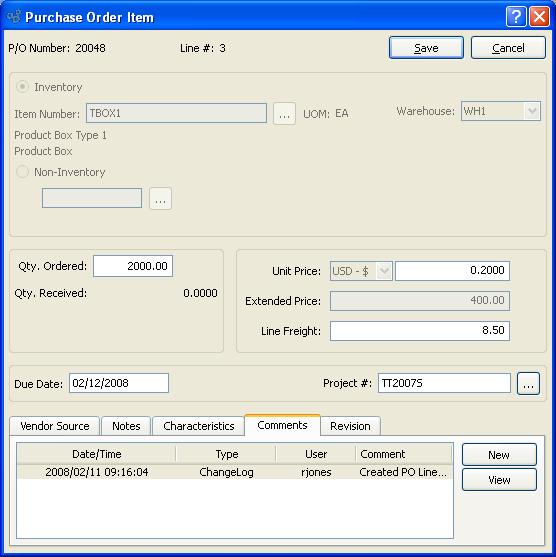 Purchase Order Item
P/O Number: 20048 Line #: 3 Save Cancel
Inventory
Item Number: TBOX1 ... UOM: EA Warehouse: WH1
Product Box Type 1
Product Box
Non-Inventory
...
Qty. Ordered: 2000.00
Qty. Received: 0.0000
Unit Price: USD - $ 0.2000
Extended Price: 400.00
Line Freight: 8.50
Due Date: 02/12/2008 Project #: TT2007S ...
Vendor Source Notes Characteristics Comments Revision
Date/Time Type User Comment New
2008/02/11 09:16:04 ChangeLog rjones Created PO Line... View